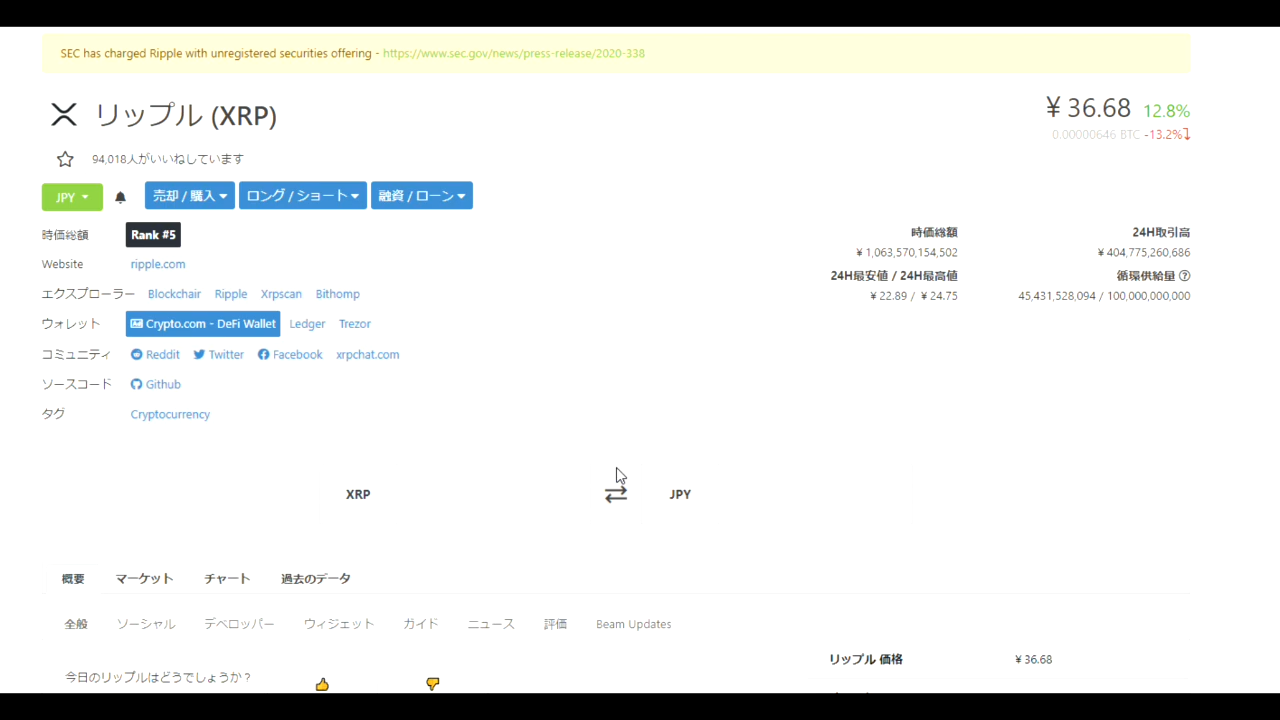 SEC has charged Ripple with unregistered securities offering - https://www.sec.gov/news/press-release/2020-338
リップル (XRP)
¥ 36.68 12.8%
0.00000646 BTC -13.2%
94,018人がいいねしています
JPY 売却 / 購入 ロング / ショート 融資 / ローン
時価総額 Rank #5
Website ripple.com
エクスプローラー Blockchair Ripple Xrpscan Bithomp
ウォレット Crypto.com - DeFi Wallet Ledger Trezor
コミュニティ Reddit Twitter Facebook xrpchat.com
ソースコード Github
タグ Cryptocurrency
時価総額 24H取引高
¥ 1,063,570,154,502 ¥ 404,775,260,686
24H最安値 / 24H最高値 循環供給量
¥ 22.89 / ¥ 24.75 45,431,528,094 / 100,000,000,000
XRP JPY
概要 マーケット チャート 過去のデータ
全般 ソーシャル デベロッパー ウィジェット ガイド ニュース 評価 Beam Updates
リップル 価格 ¥ 36.68
今日のリップルはどうでしょうか？